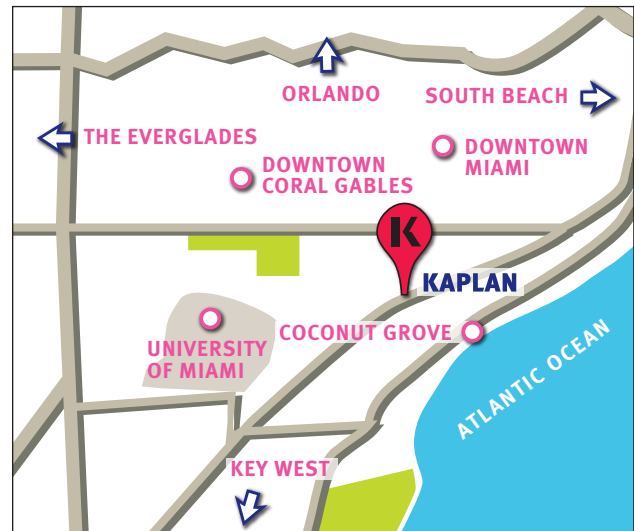 ORLANDO
SOUTH BEACH
THE EVERGLADES
DOWNTOWN
MIAMI
DOWNTOWN
CORAL GABLES
K
KAPLAN
COCONUT GROVE
UNIVERSITY
OF MIAMI
ATLANTIC OCEAN
KEY WEST